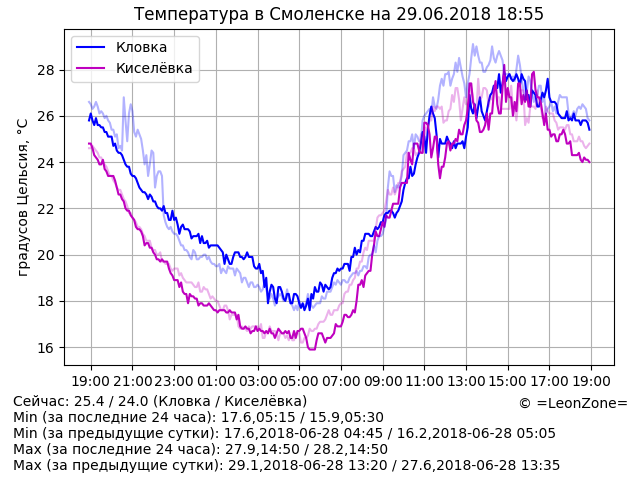 Температура в Смоленске на 29.06.2018 18:55
Кловка
Киселёвка
градусов Цельсия, °C
28
26
24
22
20
18
16
19:00 21:00 23:00 01:00 03:00 05:00 07:00 09:00 11:00 13:00 15:00 17:00 19:00
Сейчас: 25.4 / 24.0 (Кловка / Киселёвка)
© =LeonZone=
Min (за последние 24 часа): 17.6,05:15 / 15.9,05:30
Min (за предыдущие сутки): 17.6,2018-06-28 04:45 / 16.2,2018-06-28 05:05
Max (за последние 24 часа): 27.9,14:50 / 28.2,14:50
Max (за предыдущие сутки): 29.1,2018-06-28 13:20 / 27.6,2018-06-28 13:35